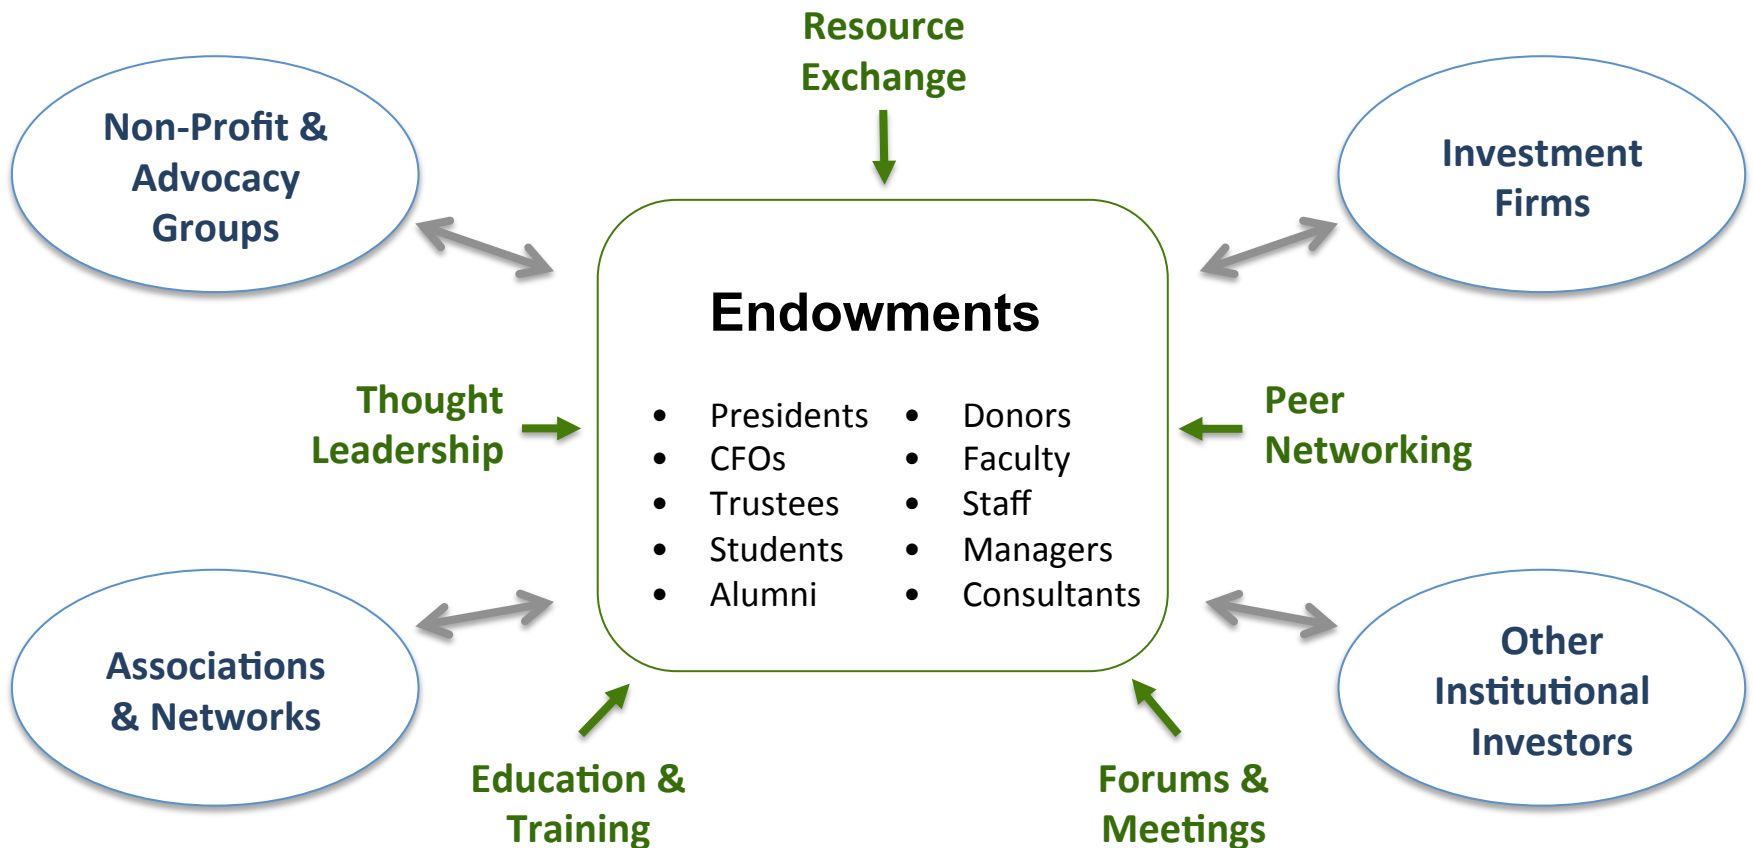 Resource
Exchange
Non-Profit &
Advocacy
Groups
Investment
Firms
Endowments
• Presidents
• CFOs
• Trustees
• Students
• Alumni
• Donors
• Faculty
• Staff
• Managers
• Consultants
Thought
Leadership
Peer
Networking
Associations
& Networks
Other
Institutional
Investors
Education &
Training
Forums &
Meetings